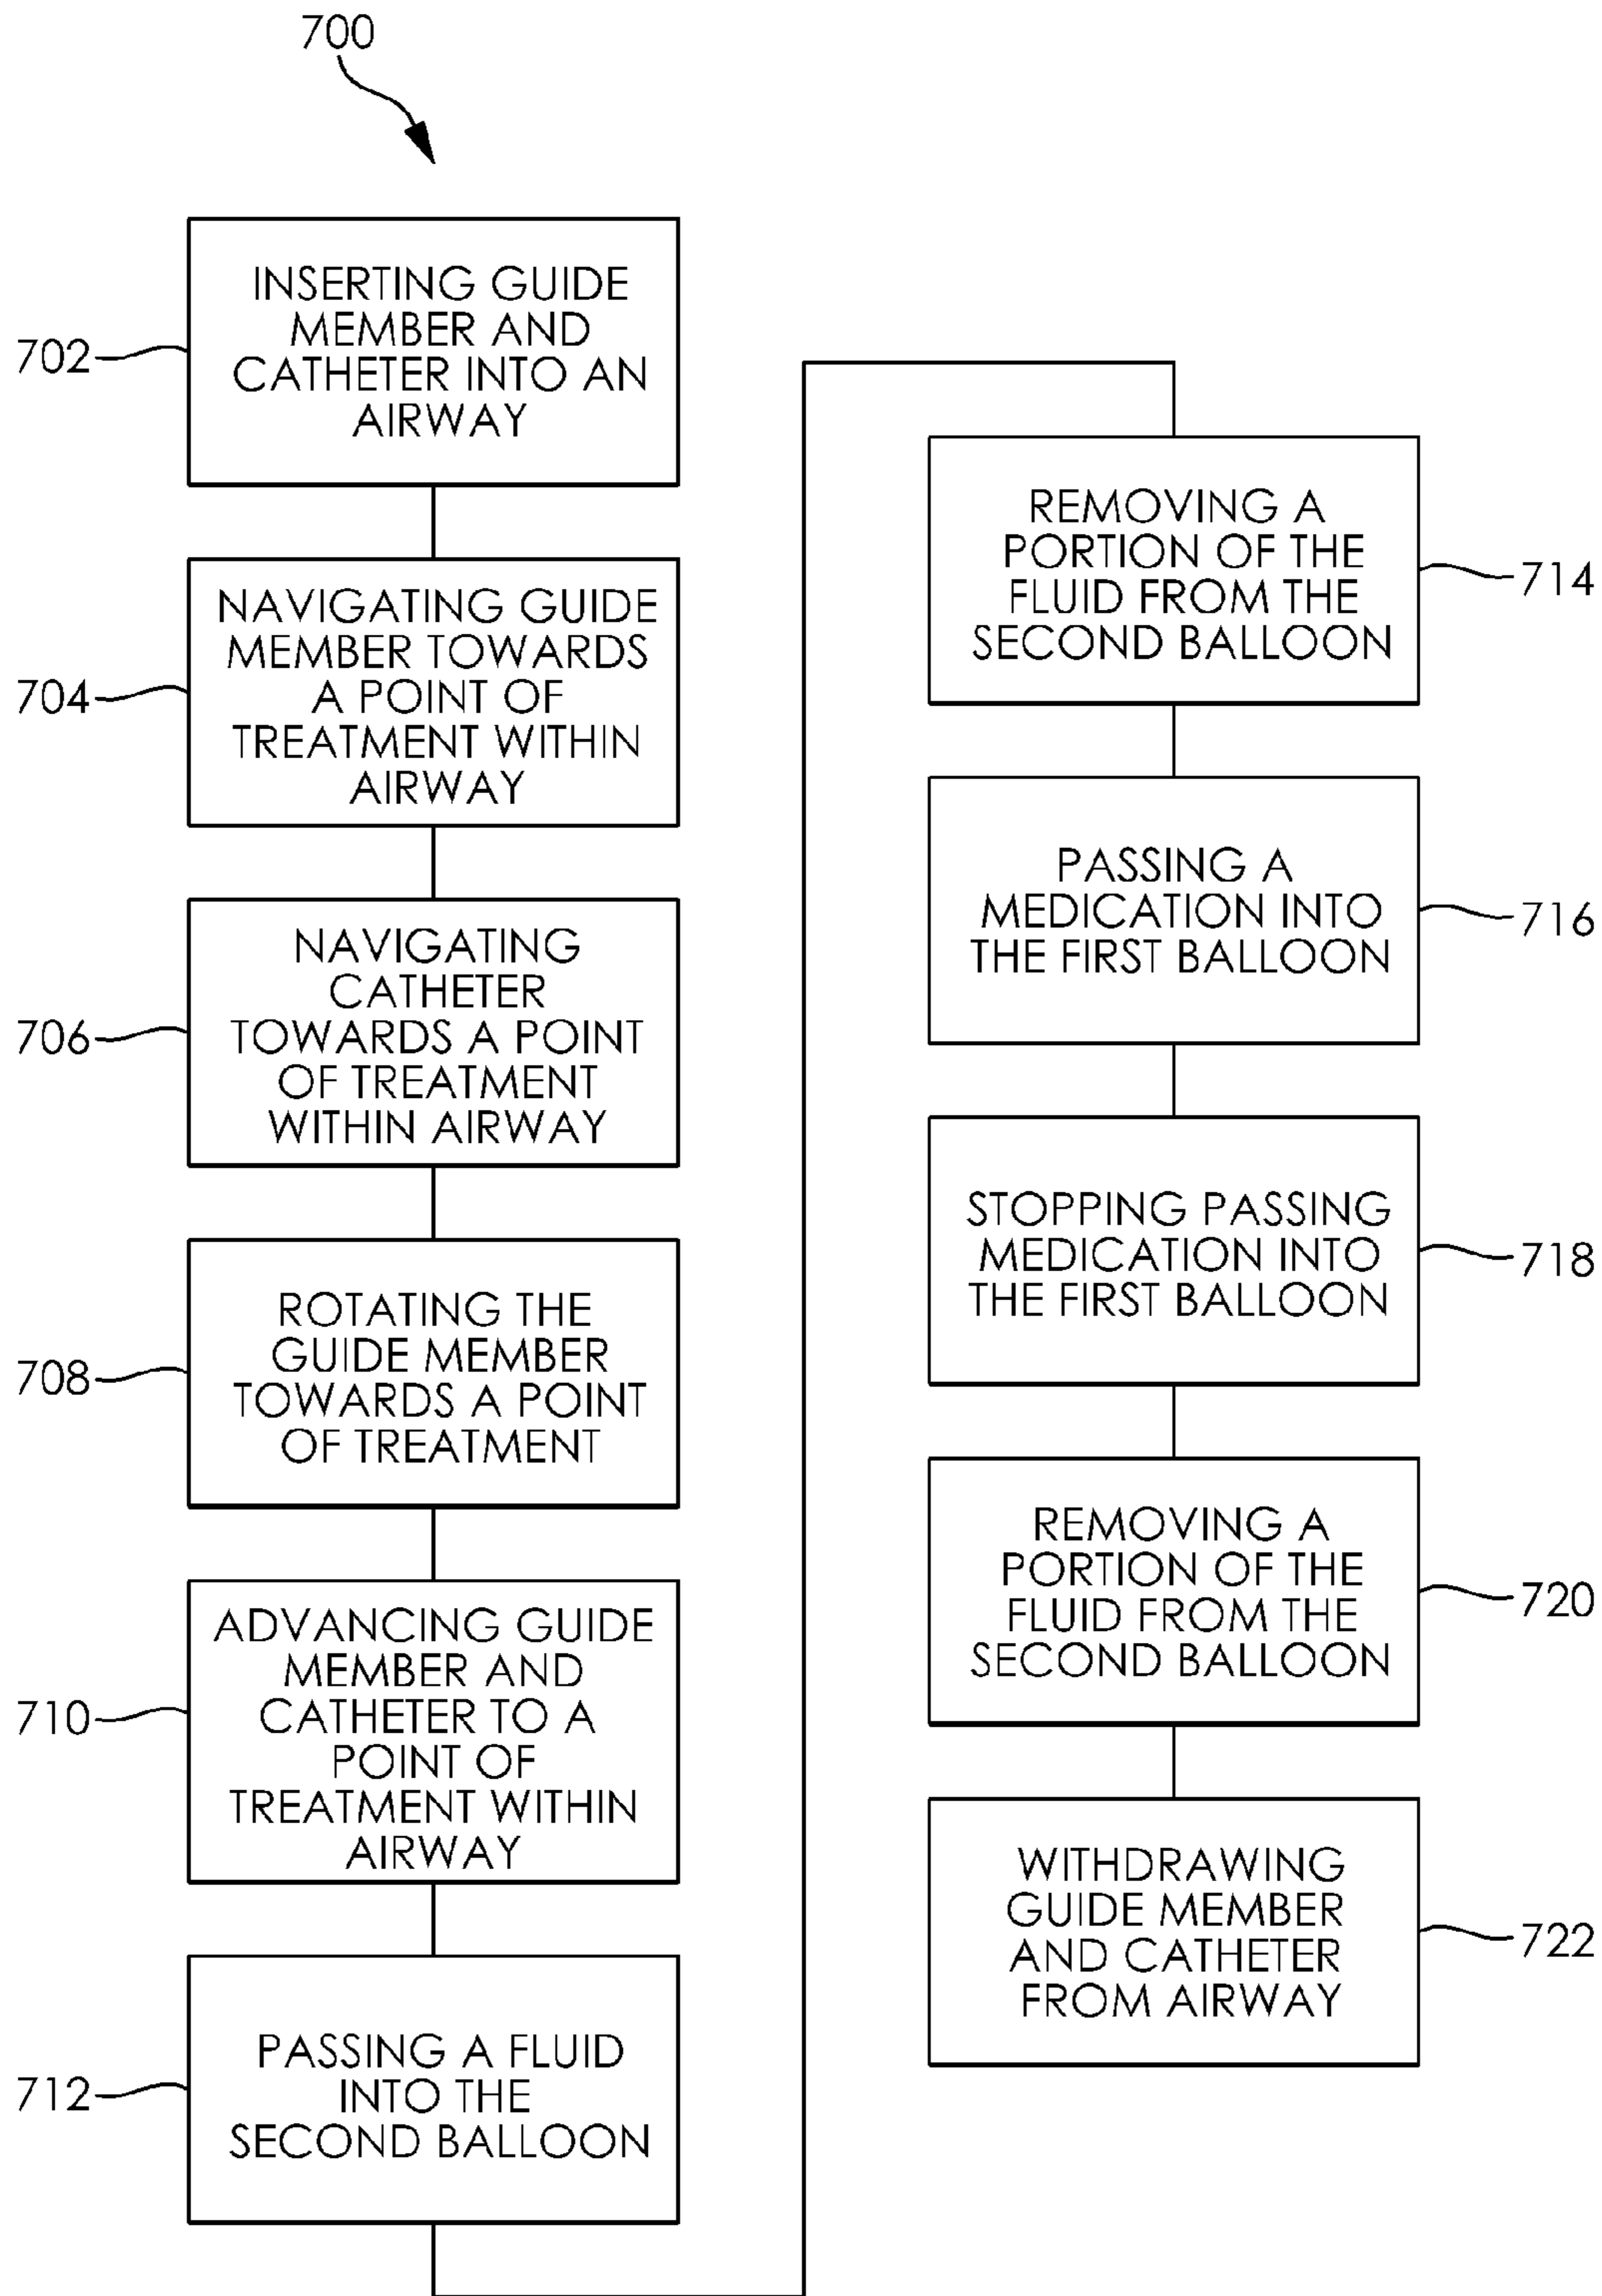 700
702
INSERTING GUIDE
MEMBER AND
CATHETER INTO AN
AIRWAY
704
NAVIGATING GUIDE
MEMBER TOWARDS
A POINT OF
TREATMENT WITHIN
AIRWAY
706
NAVIGATING
CATHETER
TOWARDS A POINT
OF TREATMENT
WITHIN AIRWAY
708
ROTATING THE
GUIDE MEMBER
TOWARDS A POINT
OF TREATMENT
710
ADVANCING GUIDE
MEMBER AND
CATHETER TO A
POINT OF
TREATMENT WITHIN
AIRWAY
712
PASSING A FLUID
INTO THE
SECOND BALLOON
REMOVING A
PORTION OF THE
FLUID FROM THE
SECOND BALLOON
714
PASSING A
MEDICATION INTO
THE FIRST BALLOON
716
STOPPING PASSING
MEDICATION INTO
THE FIRST BALLOON
718
REMOVING A
PORTION OF THE
FLUID FROM THE
SECOND BALLOON
720
WITHDRAWING
GUIDE MEMBER
AND CATHETER
FROM AIRWAY
722